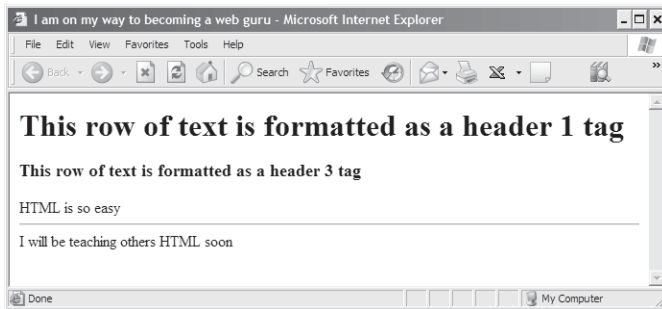 I am on my way to becoming a web guru - Microsoft Internet Explorer
File Edit View Favorites Tools Help
Back Search Favorites »
This row of text is formatted as a header 1 tag
This row of text is formatted as a header 3 tag
HTML is so easy
I will be teaching others HTML soon
Done My Computer